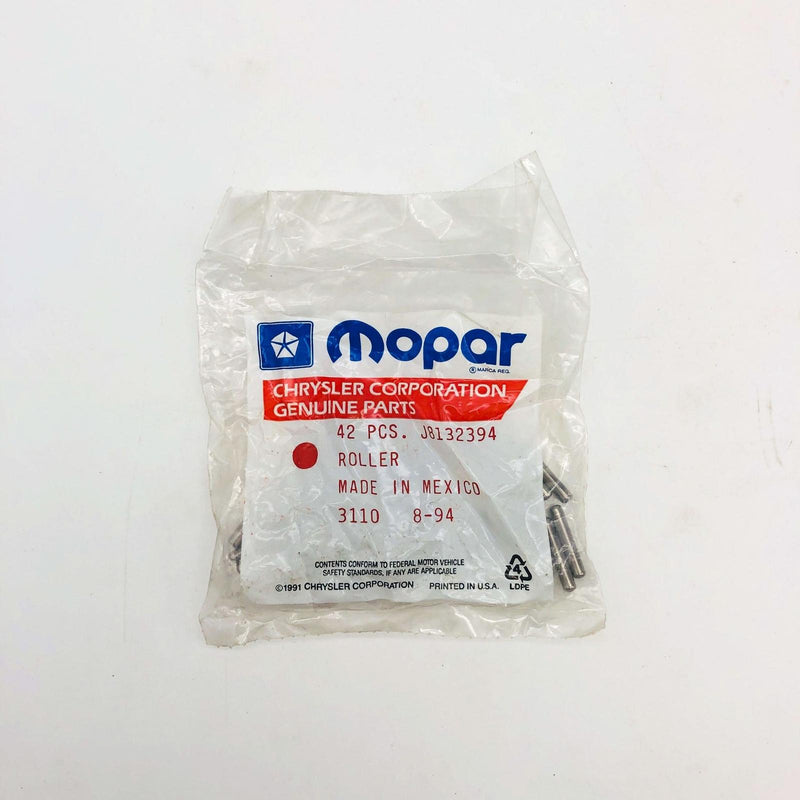 mopar
® MARCA REG.
CHRYSLER CORPORATION
GENUINE PARTS
42 PCS. J8132394
ROLLER
MADE IN MEXICO
3110 8-94
CONTENTS CONFORM TO FEDERAL MOTOR VEHICLE
SAFETY STANDARDS, IF ANY ARE APPLICABLE
©1991 CHRYSLER CORPORATION PRINTED IN U.S.A.
4
LDPE